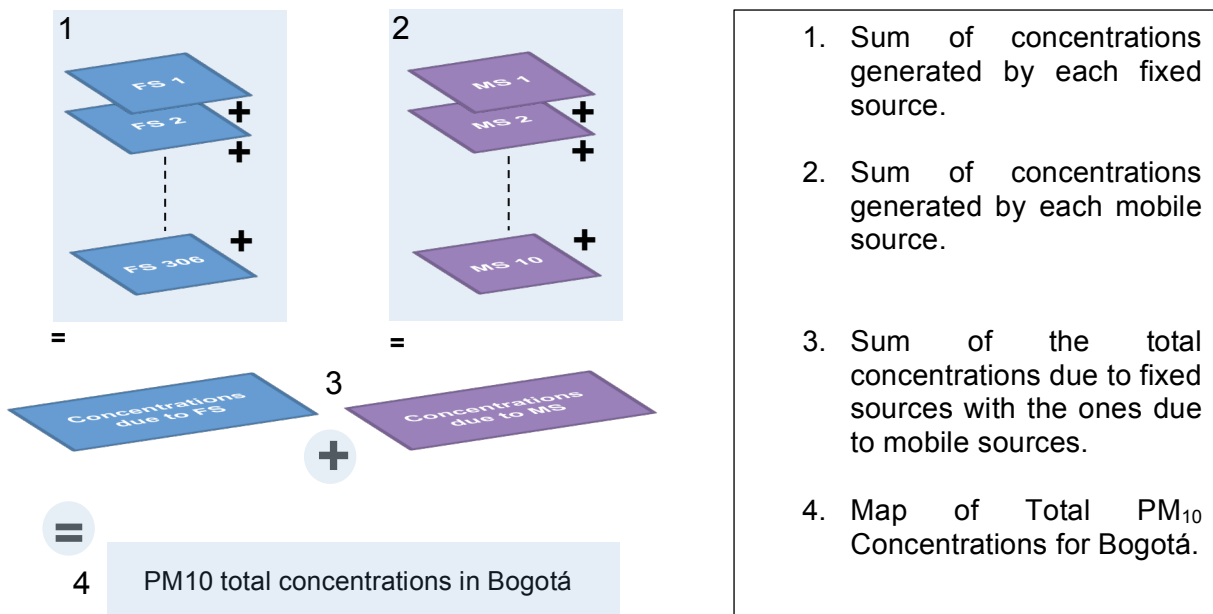 1
FS 1
+
FS 2
+
FS 306
+
=
2
MS 1
+
MS 2
+
MS 10
+
=
Concentrations
due to FS
3
+
Concentrations
due to MS
=
4
PM10 total concentrations in Bogotá
1. Sum of concentrations
generated by each fixed
source.
2. Sum of concentrations
generated by each mobile
source.
3. Sum of the total
concentrations due to fixed
sources with the ones due
to mobile sources.
4. Map of Total PM₁₀
Concentrations for Bogotá.